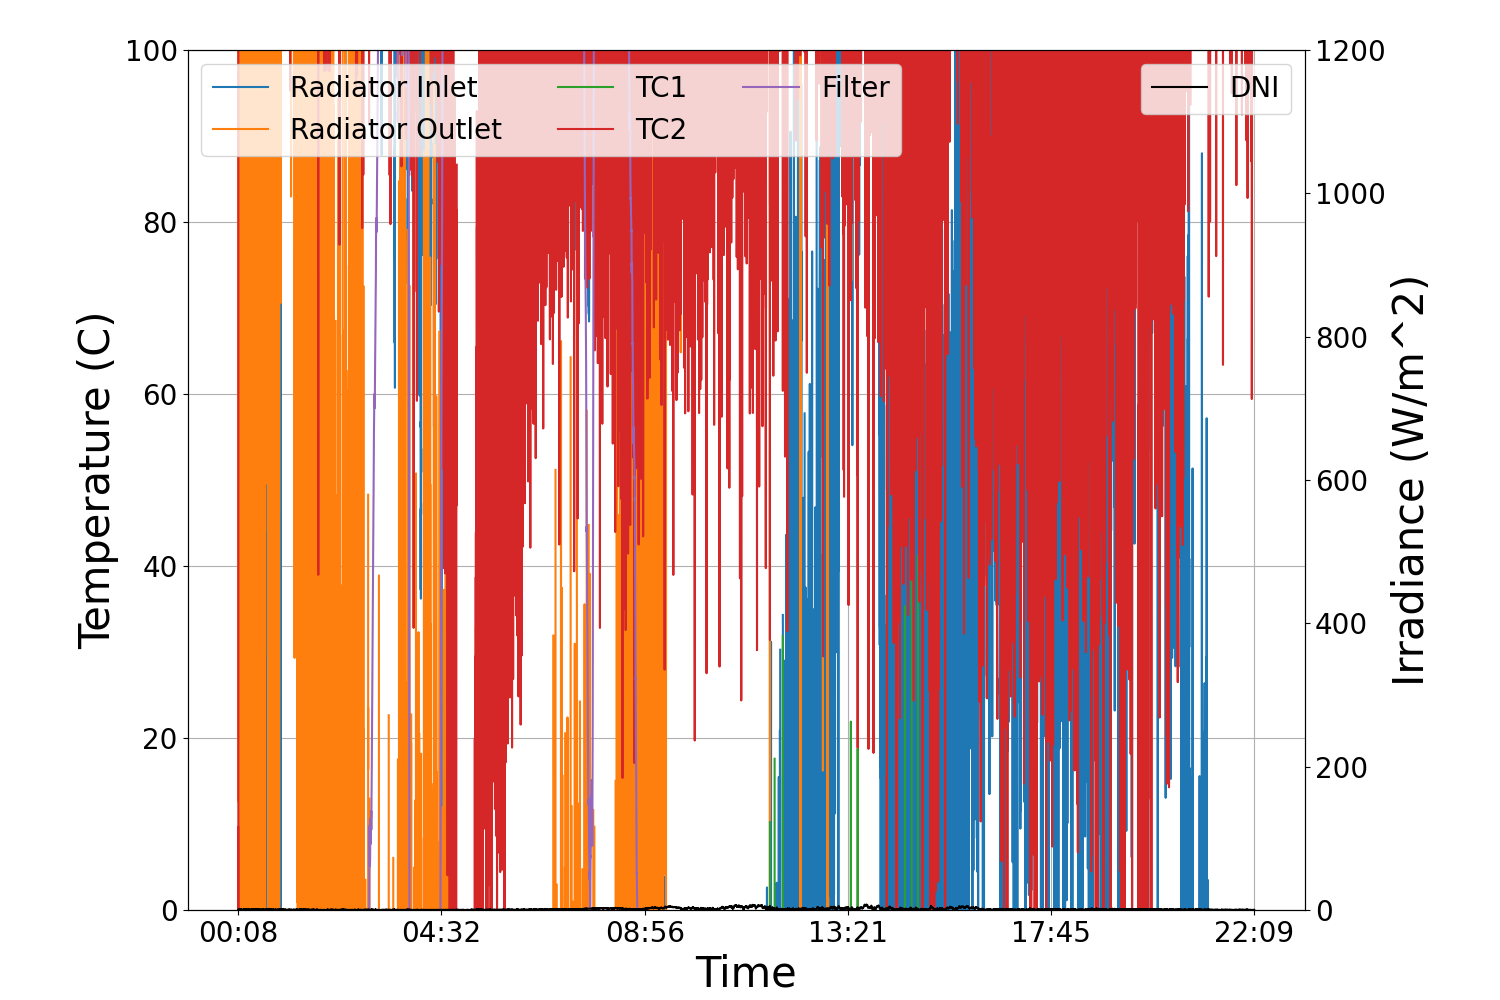 100
80
60
40
20
0
Temperature (C)
Radiator Inlet
Radiator Outlet
TC1
TC2
Filter
DNI
1200
1000
800
600
400
200
0
Irradiance (W/m^2)
00:08 04:32 08:56 13:21 17:45 22:09
Time